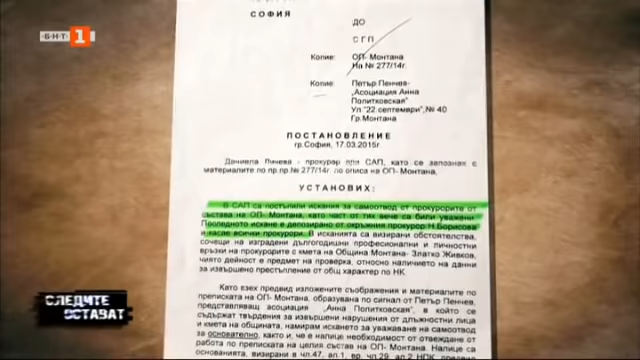 БНТ 1
СОФИЯ
ДО
СГП
Копие:
ОП- Монтана
На № 277/14г.
Копие:
Петър Пенчев-
„Асоциация Анна
Политковская"
Ул."22 септември",№ 40
Гр.Монтана
ПОСТАНОВЛЕНИЕ
гр.София, 17.03.2015г
Даниела Личева - прокурор при САП, като се запознах с
материалите по пр.пр.№ 277/14г. по описа на ОП- Монтана,
УСТАНОВИХ:
В САП са постъпили искания за самоотвод от прокурорите от
състава на ОП- Монтана, като част от тях вече са били уважени.
Последното искане е депозирано от окръжния прокурор Н.Борисова
и касае всички прокурори. В исканията са визирани обстоятелства,
сочещи на изградени дългогодишни професионални и личностни
връзки на прокурорите с кмета на Община Монтана- Златко Живков,
чиято дейност е предмет на проверка, относно наличието на данни
за извършено престъпление от общ характер по НК.
Като взех предвид изложените съображения и материалите по
преписката на ОП- Монтана, образувана по сигнал от Петър Пенчев,
представляващ асоциация „Анна Политковская", в който се
съдържат твърдения за извършени нарушения от длъжностни лица
и кмета на общината, намирам искането за уважаване на самоотвод
за основателно, както и, че е налице необходимост от отвеждане от
работа по преписката на целия състав на ОП- Монтана. Налице са
основанията, визирани в чл.47, ал.1, вр. чл.29, ал.2 НПК,
СЛЕДИТЕ
ОСТАВАТ